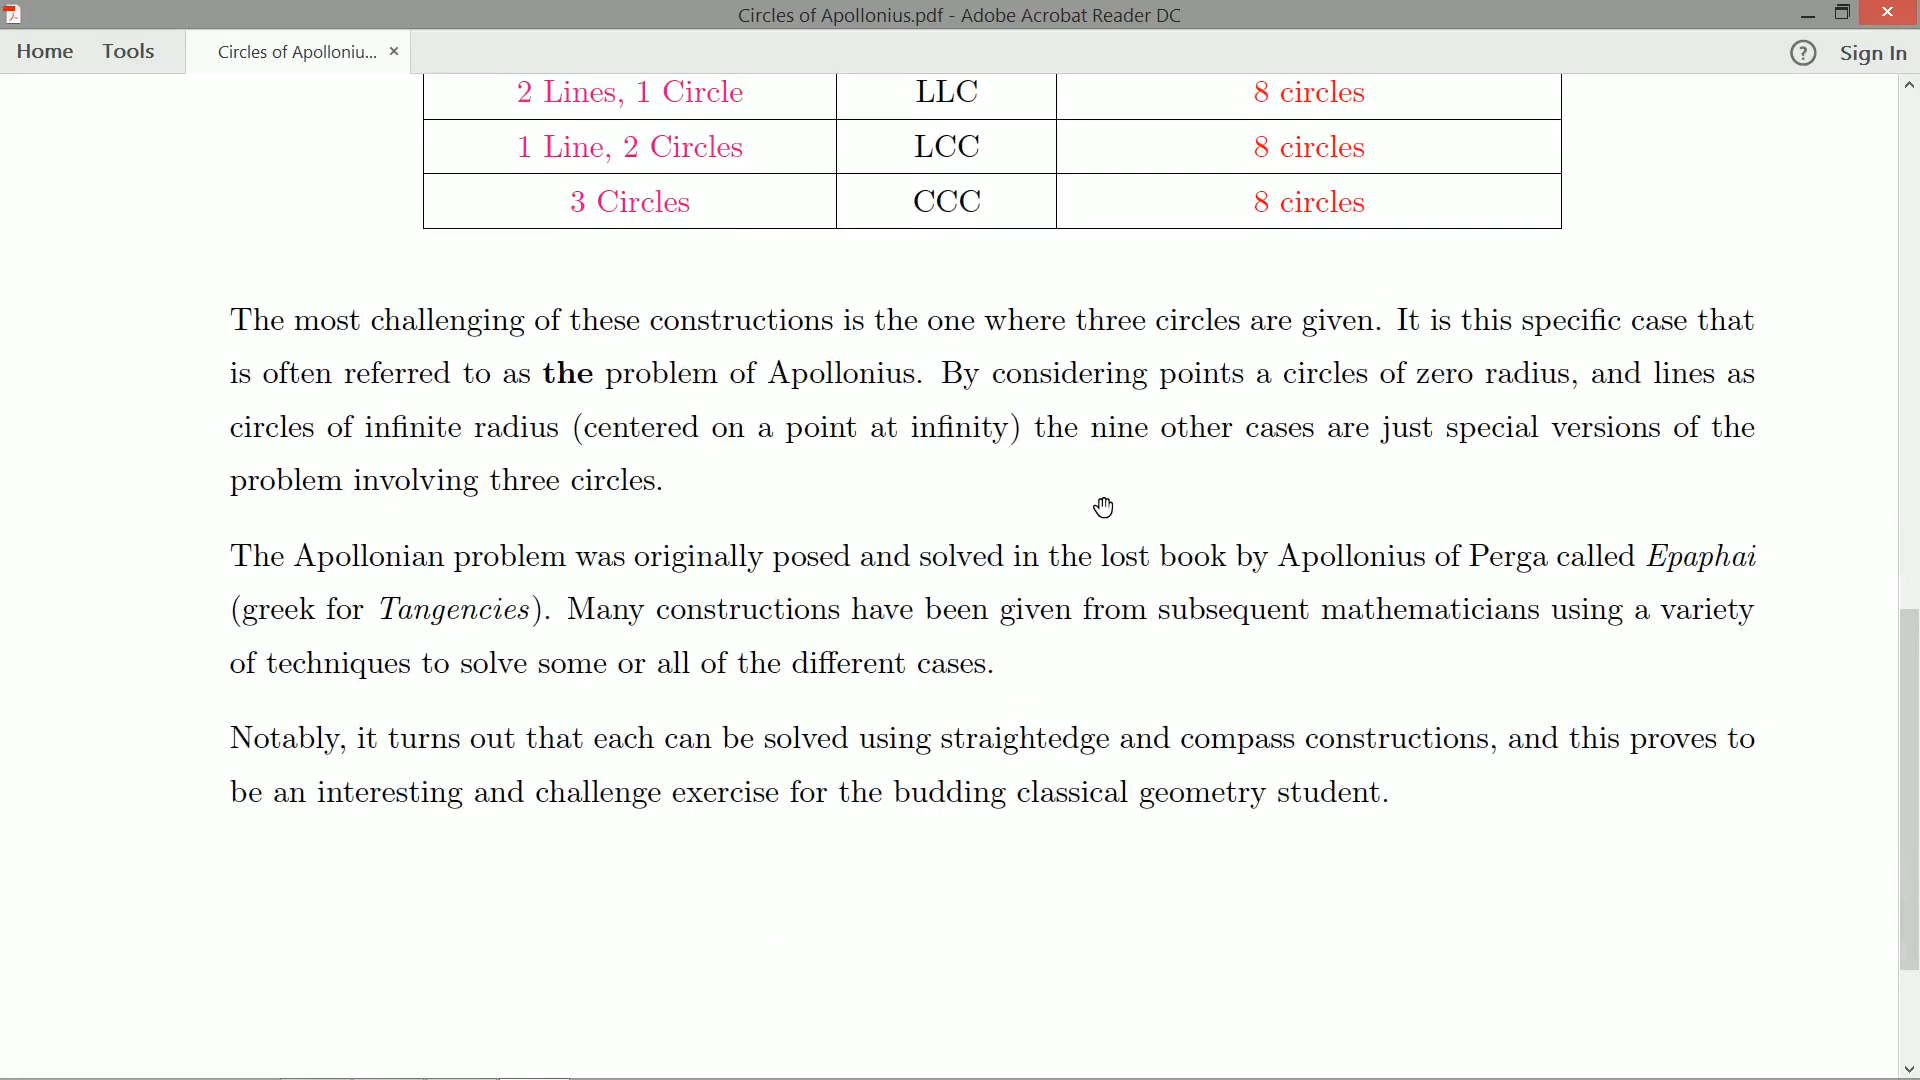 Circles of Apollonius.pdf - Adobe Acrobat Reader DC
Home Tools Circles of Apolloniu... × ? Sign In
2 Lines, 1 Circle LLC 8 circles
1 Line, 2 Circles LCC 8 circles
3 Circles CCC 8 circles
The most challenging of these constructions is the one where three circles are given. It is this specific case that
is often referred to as the problem of Apollonius. By considering points a circles of zero radius, and lines as
circles of infinite radius (centered on a point at infinity) the nine other cases are just special versions of the
problem involving three circles.
The Apollonian problem was originally posed and solved in the lost book by Apollonius of Perga called Epaphai
(greek for Tangencies). Many constructions have been given from subsequent mathematicians using a variety
of techniques to solve some or all of the different cases.
Notably, it turns out that each can be solved using straightedge and compass constructions, and this proves to
be an interesting and challenge exercise for the budding classical geometry student.